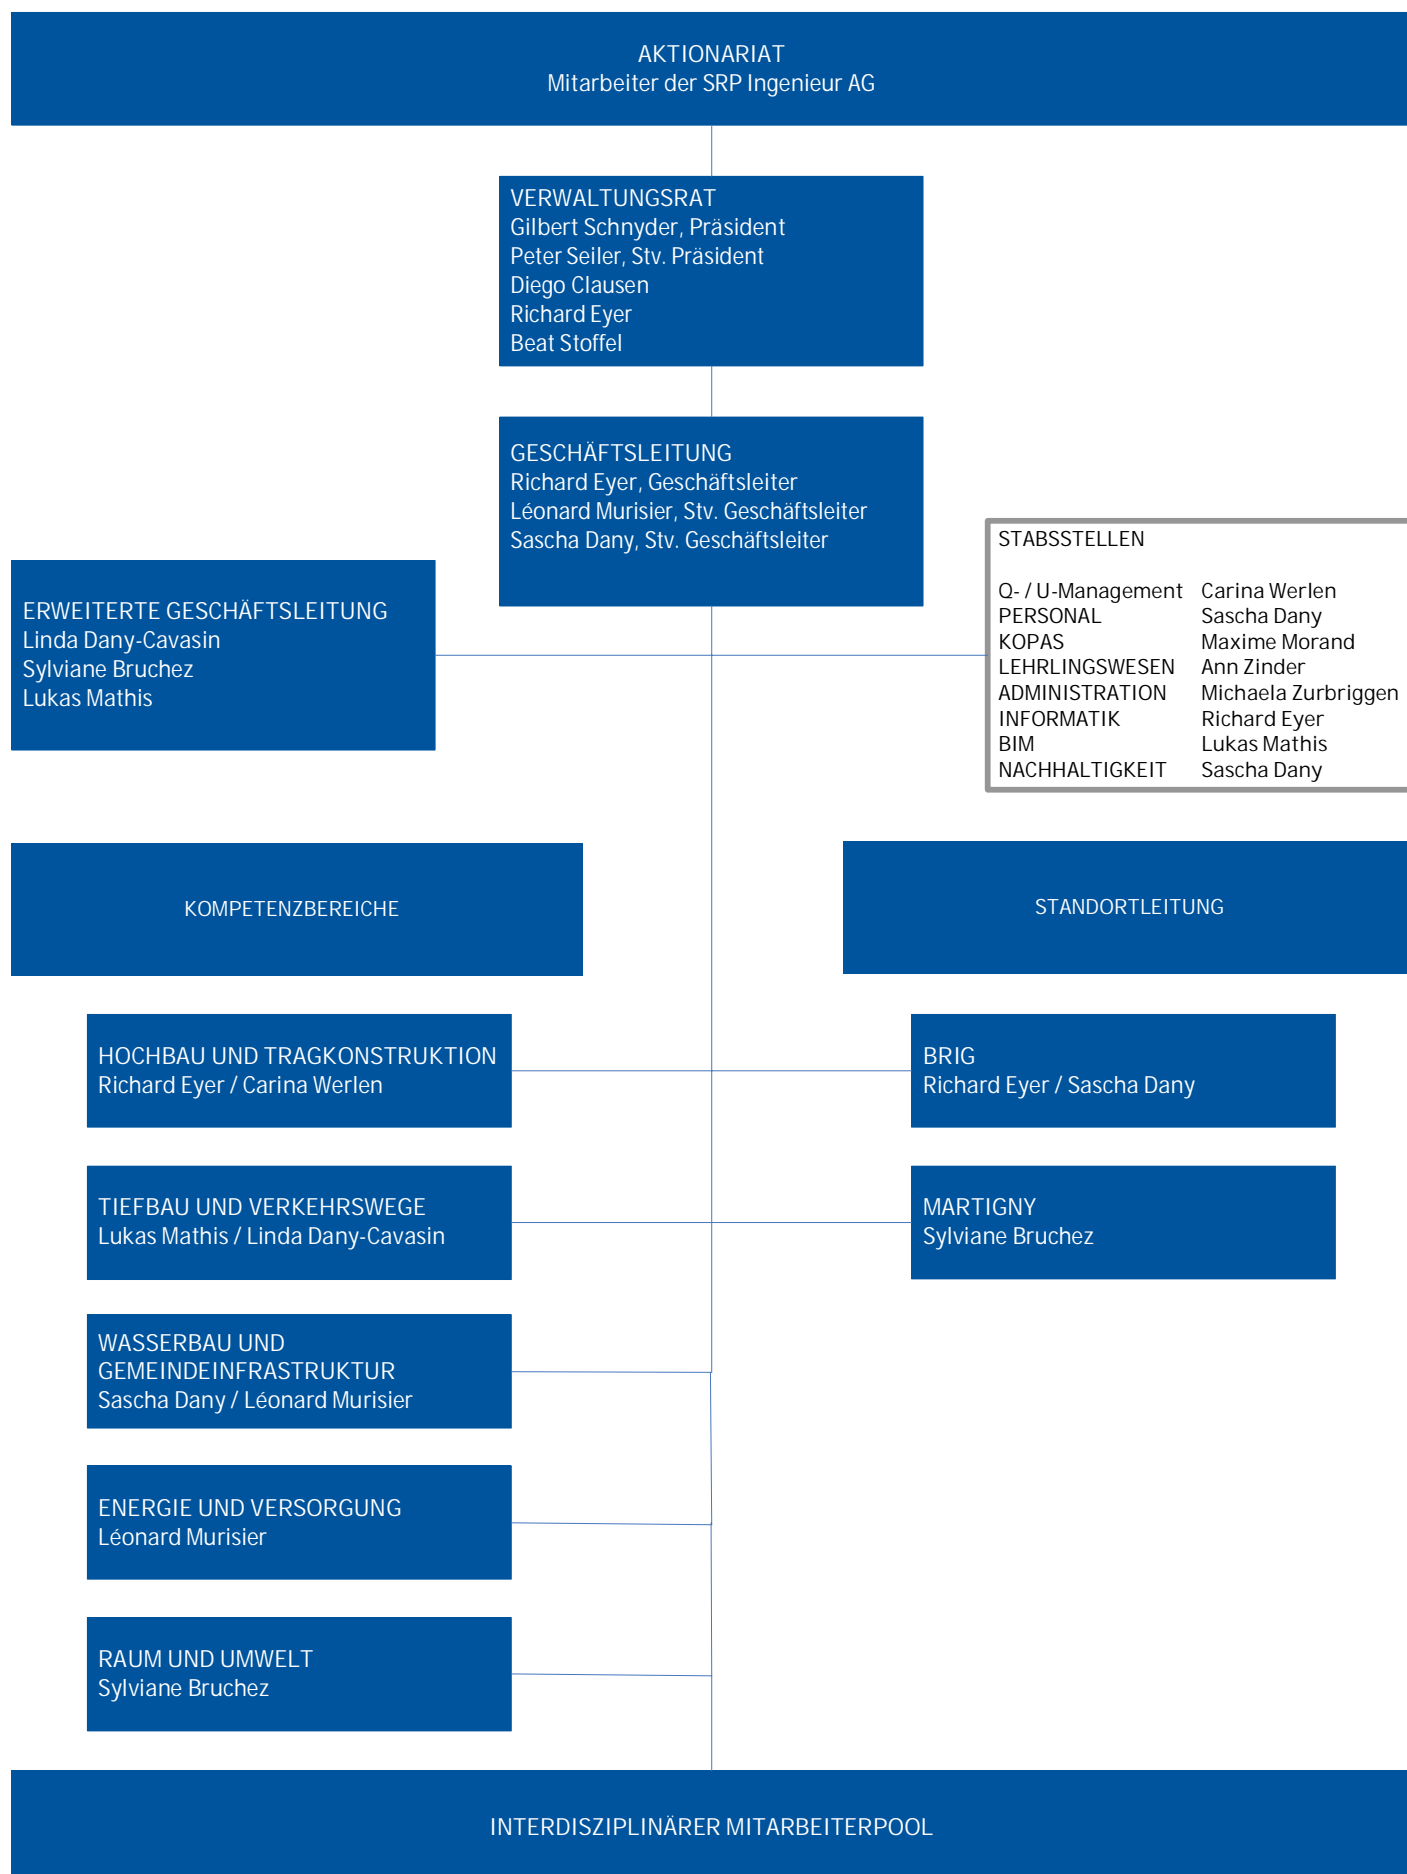 AKTIONARIAT
Mitarbeiter der SRP Ingenieur AG
VERWALTUNGSRAT
Gilbert Schnyder, Präsident
Peter Seiler, Stv. Präsident
Diego Clausen
Richard Eyer
Beat Stoffel
GESCHÄFTSLEITUNG
Richard Eyer, Geschäftsleiter
Léonard Murisier, Stv. Geschäftsleiter
Sascha Dany, Stv. Geschäftsleiter
ERWEITERTE GESCHÄFTSLEITUNG
Linda Dany-Cavasin
Sylviane Bruchez
Lukas Mathis
STABSSTELLEN
Q- / U-Management Carina Werlen
PERSONAL Sascha Dany
KOPAS Maxime Morand
LEHRLINGSWESEN Ann Zinder
ADMINISTRATION Michaela Zurbriggen
INFORMATIK Richard Eyer
BIM Lukas Mathis
NACHHALTIGKEIT Sascha Dany
KOMPETENZBEREICHE
STANDORTLEITUNG
HOCHBAU UND TRAGKONSTRUKTION
Richard Eyer / Carina Werlen
BRIG
Richard Eyer / Sascha Dany
TIEFBAU UND VERKEHRSWEGE
Lukas Mathis / Linda Dany-Cavasin
MARTIGNY
Sylviane Bruchez
WASSERBAU UND
GEMEINDEINFRASTRUKTUR
Sascha Dany / Léonard Murisier
ENERGIE UND VERSORGUNG
Léonard Murisier
RAUM UND UMWELT
Sylviane Bruchez
INTERDISZIPLINÄRER MITARBEITERPOOL